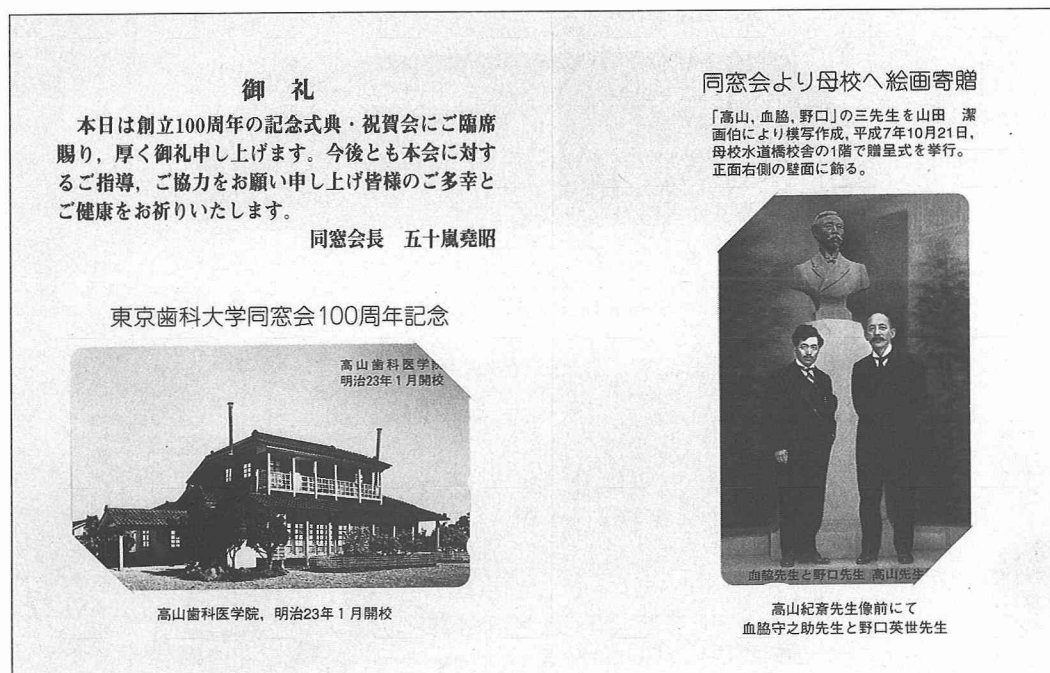 御 礼
本日は創立100周年の記念式典・祝賀会にご臨席
賜り，厚く御礼申し上げます。今後とも本会に対す
るご指導，ご協力をお願い申し上げ皆様のご多幸と
ご健康をお祈りいたします。
同窓会長　五十嵐堯昭
東京歯科大学同窓会100周年記念
高山歯科医学院
明治23年1月開校
高山歯科医学院，明治23年1月開校
同窓会より母校へ絵画寄贈
「高山，血脇，野口」の三先生を山田　潔
画伯により模写作成，平成7年10月21日，
母校水道橋校舎の1階で贈呈式を挙行。
正面右側の壁面に飾る。
血脇先生と野口先生 高山先生
高山紀斎先生像前にて
血脇守之助先生と野口英世先生